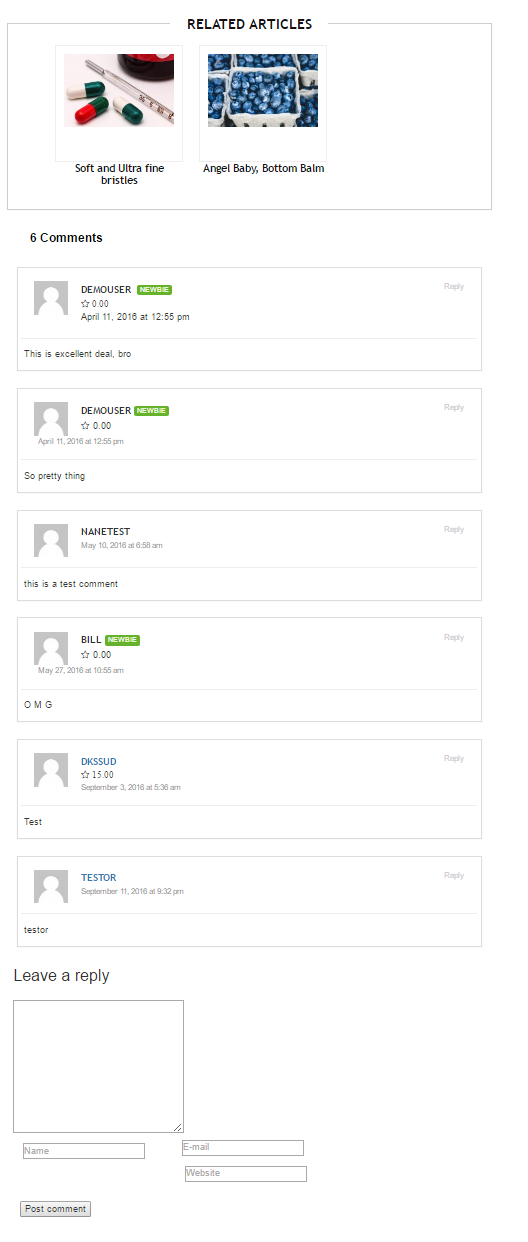 RELATED ARTICLES
Soft and Ultra fine
bristles
Angel Baby, Bottom Balm
6 Comments
DEMOUSER NEWBIE
Reply
☆ 0.00
April 11, 2016 at 12:55 pm
This is excellent deal, bro
DEMOUSER NEWBIE
Reply
☆ 0.00
April 11, 2016 at 12:55 pm
So pretty thing
NANETEST
Reply
May 10, 2016 at 6:58 am
this is a test comment
BILL NEWBIE
Reply
☆ 0.00
May 27, 2016 at 10:55 am
O M G
DKSSUD
Reply
☆ 15.00
September 3, 2016 at 5:36 am
Test
TESTOR
Reply
September 11, 2016 at 9:32 pm
testor
Leave a reply
Name
E-mail
Website
Post comment